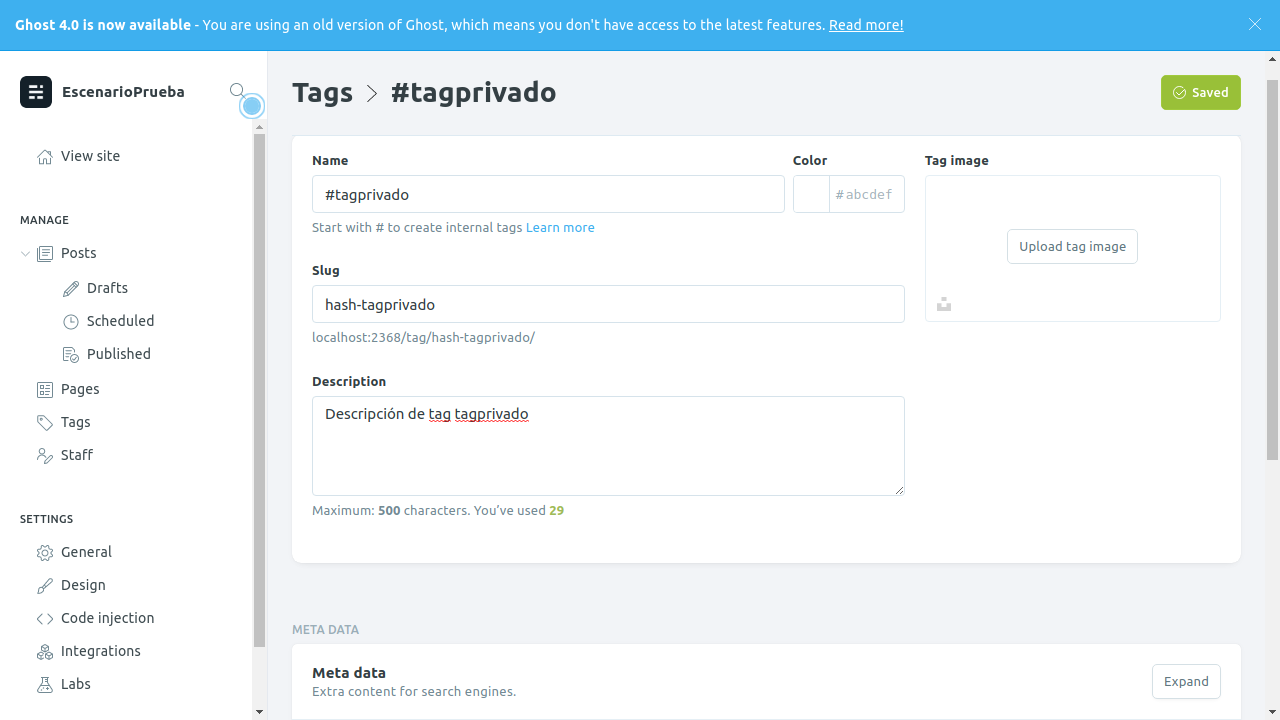 Ghost 4.0 is now available - You are using an old version of Ghost, which means you don't have access to the latest features. Read more!
EscenarioPrueba
View site
MANAGE
Posts
Drafts
Scheduled
Published
Pages
Tags
Staff
SETTINGS
General
Design
Code injection
Integrations
Labs
Tags > #tagprivado
Saved
Name
#tagprivado
Start with # to create internal tags Learn more
Color
#abcdef
Slug
hash-tagprivado
localhost:2368/tag/hash-tagprivado/
Description
Descripción de tag tagprivado
Maximum: 500 characters. You’ve used 29
Tag image
Upload tag image
META DATA
Meta data
Extra content for search engines.
Expand